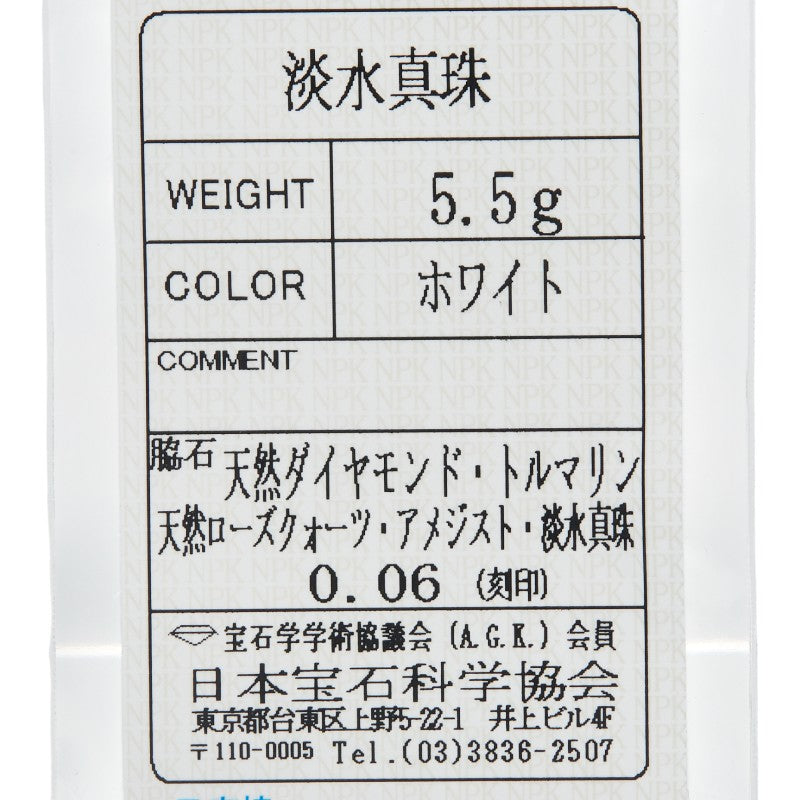 淡水真珠
WEIGHT 5.5g
COLOR ホワイト
COMMENT
脇石 天然ダイヤモンド・トルマリン
天然ローズクォーツ・アメジスト・淡水真珠
0.06 (刻印)
宝石学学術協議会 (A.G.K.) 会員
日本宝石科学協会
東京都台東区上野5-22-1 井上ビル4F
〒110-0005 Tel.(03)3836-2507